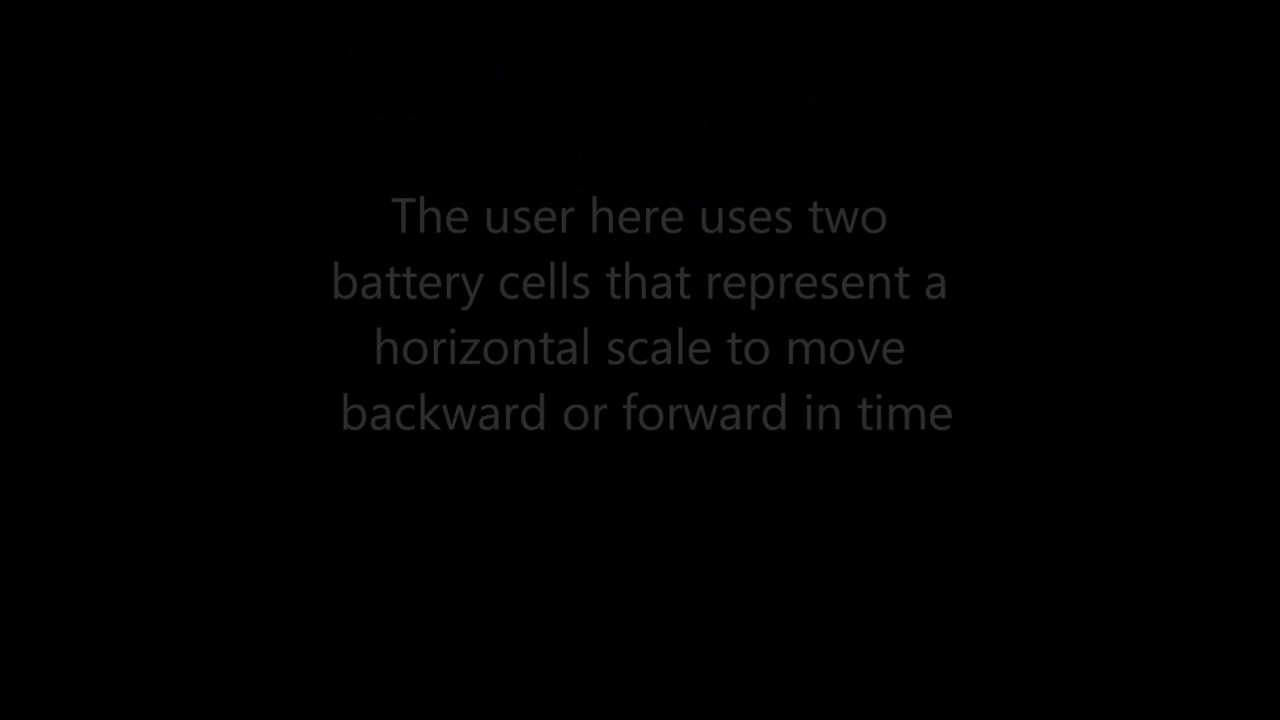 The user here uses two
battery cells that represent a
horizontal scale to move
backward or forward in time